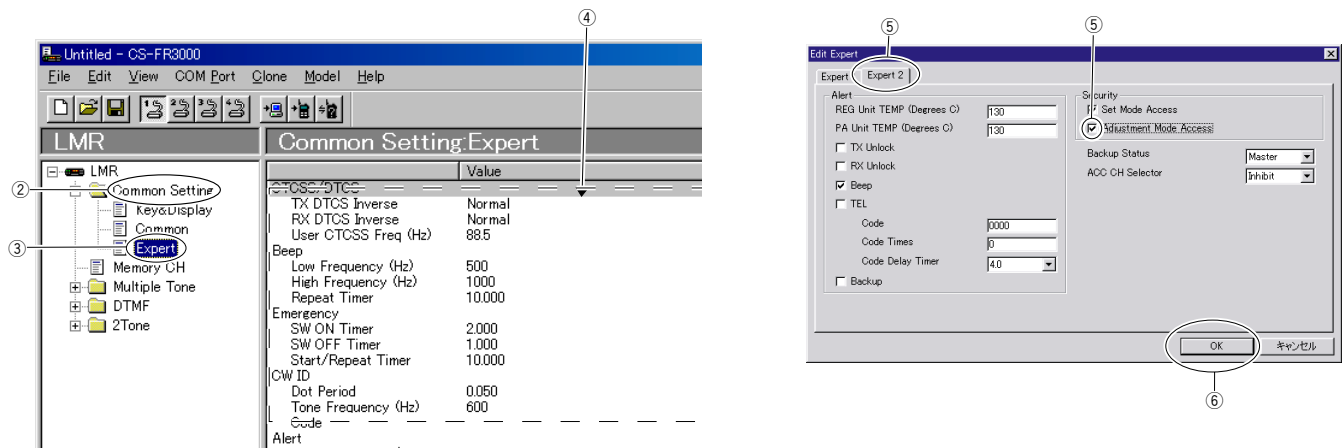 ④
Untitled - CS-FR3000
File Edit View COM Port Clone Model Help
LMR
Common Setting:Expert
LMR
② Common Setting
Key&Display
Common
③ Expert
Memory CH
Multiple Tone
DTMF
2Tone
Value
CTCSS/DTCS
TX DTCS Inverse Normal
RX DTCS Inverse Normal
User CTCSS Freq (Hz) 88.5
Beep
Low Frequency (Hz) 500
High Frequency (Hz) 1000
Repeat Timer 10.000
Emergency
SW ON Timer 2.000
SW OFF Timer 1.000
Start/Repeat Timer 10.000
CW ID
Dot Period 0.050
Tone Frequency (Hz) 600
Code
Alert
⑤ ⑤
Edit Expert
Expert Expert 2
Alert
REG Unit TEMP (Degrees C) 130
PA Unit TEMP (Degrees C) 130
TX Unlock
RX Unlock
Beep
TEL
Code 0000
Code Times 0
Code Delay Timer 4.0
Backup
Security
Set Mode Access
Adjustment Mode Access
Backup Status Master
ACC CH Selector Inhibit
OK キャンセル
⑥